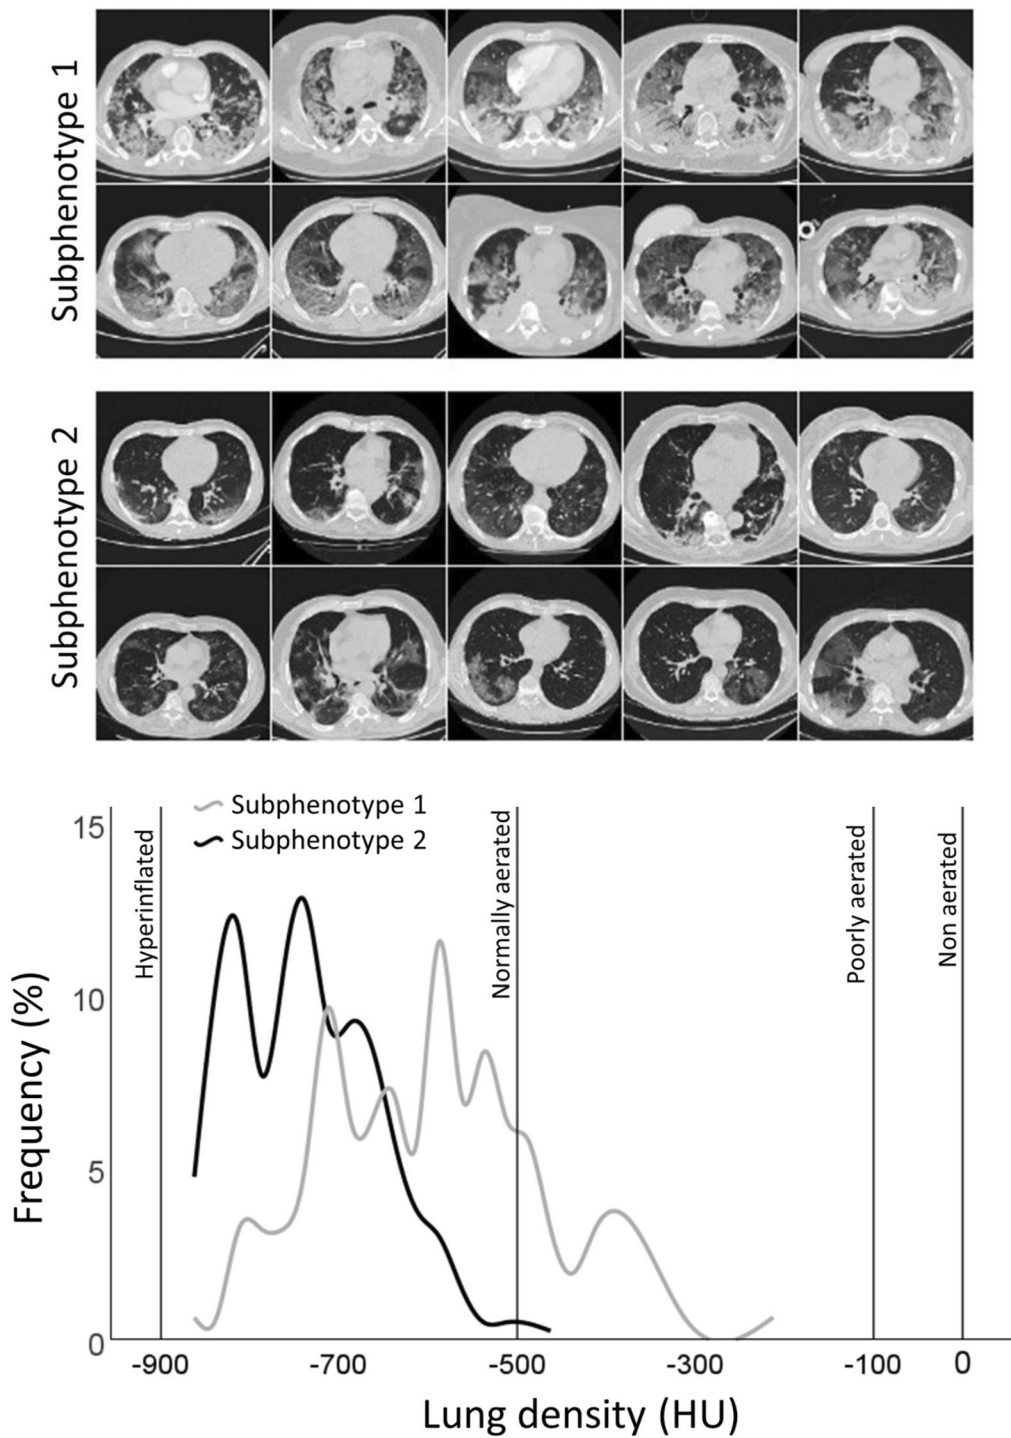 Subphenotype 1
Subphenotype 2
Subphenotype 1
Subphenotype 2
Hyperinflated
Normally aerated
Poorly aerated
Non aerated
Frequency (%)
15
10
5
0
-900 -700 -500 -300 -100 0
Lung density (HU)